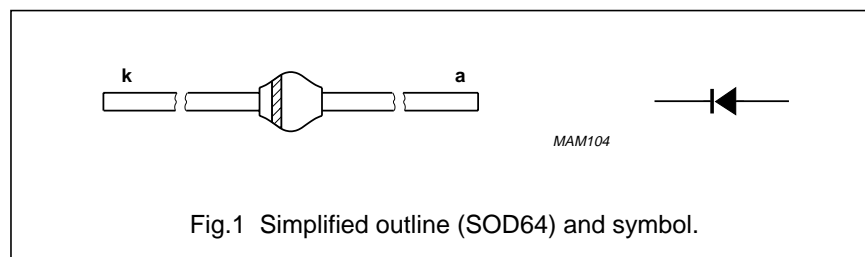 k
a
MAM104
Fig.1 Simplified outline (SOD64) and symbol.